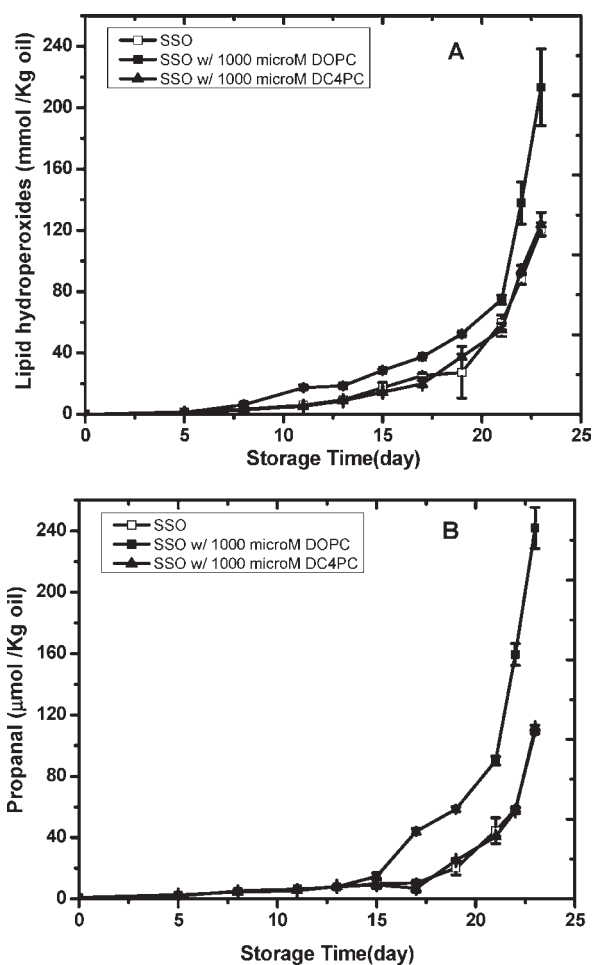 A
SSO
SSO w/ 1000 microM DOPC
SSO w/ 1000 microM DC4PC
Lipid hydroperoxides (mmol /Kg oil)
240
200
160
120
80
40
0
0 5 10 15 20 25
Storage Time(day)
B
SSO
SSO w/ 1000 microM DOPC
SSO w/ 1000 microM DC4PC
Propanal (μmol /Kg oil)
240
200
160
120
80
40
0
0 5 10 15 20 25
Storage Time(day)